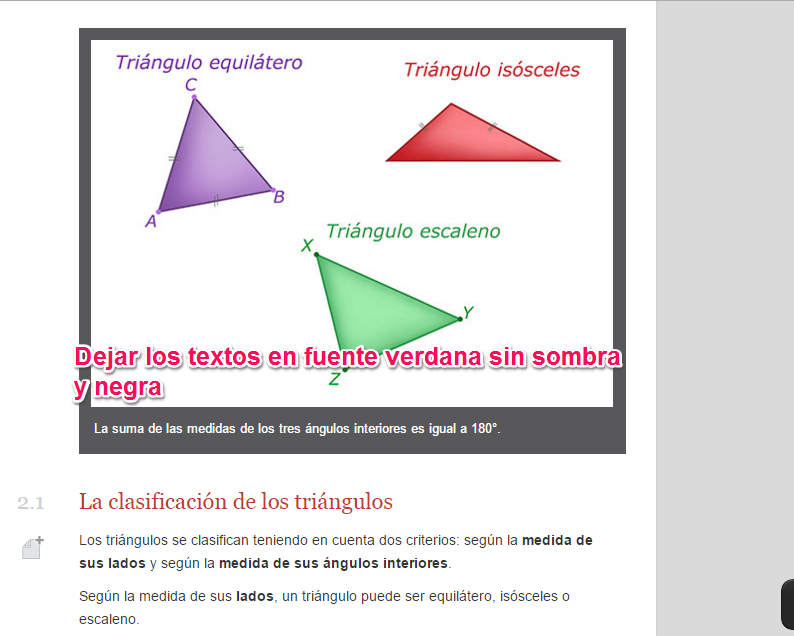 Triángulo equilátero
Triángulo isósceles
C
B
A
Triángulo escaleno
X
Y
Dejar los textos en fuente verdana sin sombra
y negra
Z
La suma de las medidas de los tres ángulos interiores es igual a 180°.
2.1 La clasificación de los triángulos
Los triángulos se clasifican teniendo en cuenta dos criterios: según la medida de
sus lados y según la medida de sus ángulos interiores.
Según la medida de sus lados, un triángulo puede ser equilátero, isósceles o
escaleno.